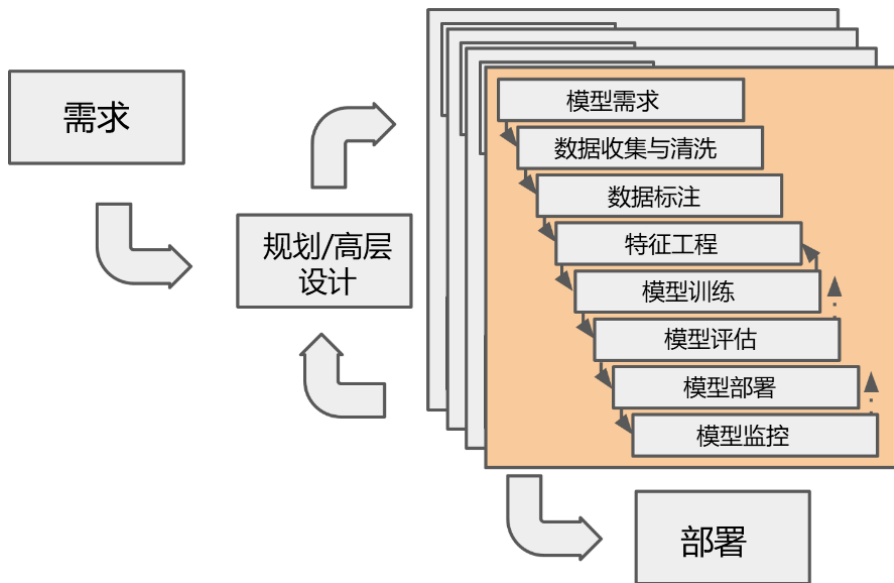 需求
规划/高层
设计
模型需求
数据收集与清洗
数据标注
特征工程
模型训练
模型评估
模型部署
模型监控
部署